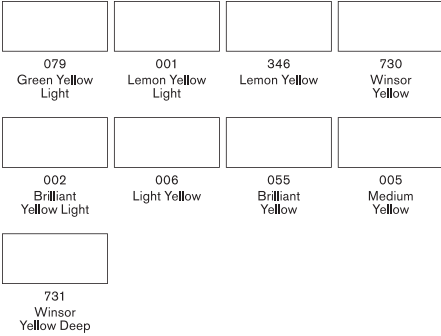 079
Green Yellow
Light
001
Lemon Yellow
Light
346
Lemon Yellow
730
Winsor
Yellow
002
Brilliant
Yellow Light
006
Light Yellow
055
Brilliant
Yellow
005
Medium
Yellow
731
Winsor
Yellow Deep